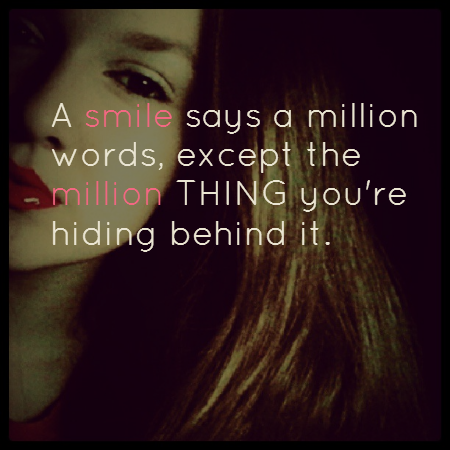 A smile says a million
words, except the
million THING you're
hiding behind it.